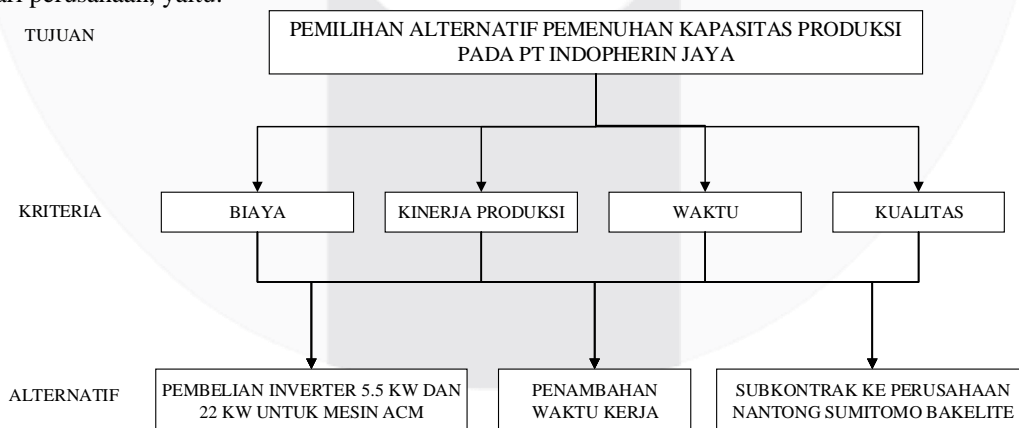 dari perusahaan, yaitu:
TUJUAN
PEMILIHAN ALTERNATIF PEMENUHAN KAPASITAS PRODUKSI
PADA PT INDOPHERIN JAYA
KRITERIA
BIAYA
KINERJA PRODUKSI
WAKTU
KUALITAS
ALTERNATIF
PEMBELIAN INVERTER 5.5 KW DAN
22 KW UNTUK MESIN ACM
PENAMBAHAN
WAKTU KERJA
SUBKONTRAK KE PERUSAHAAN
NANTONG SUMITOMO BAKELITE